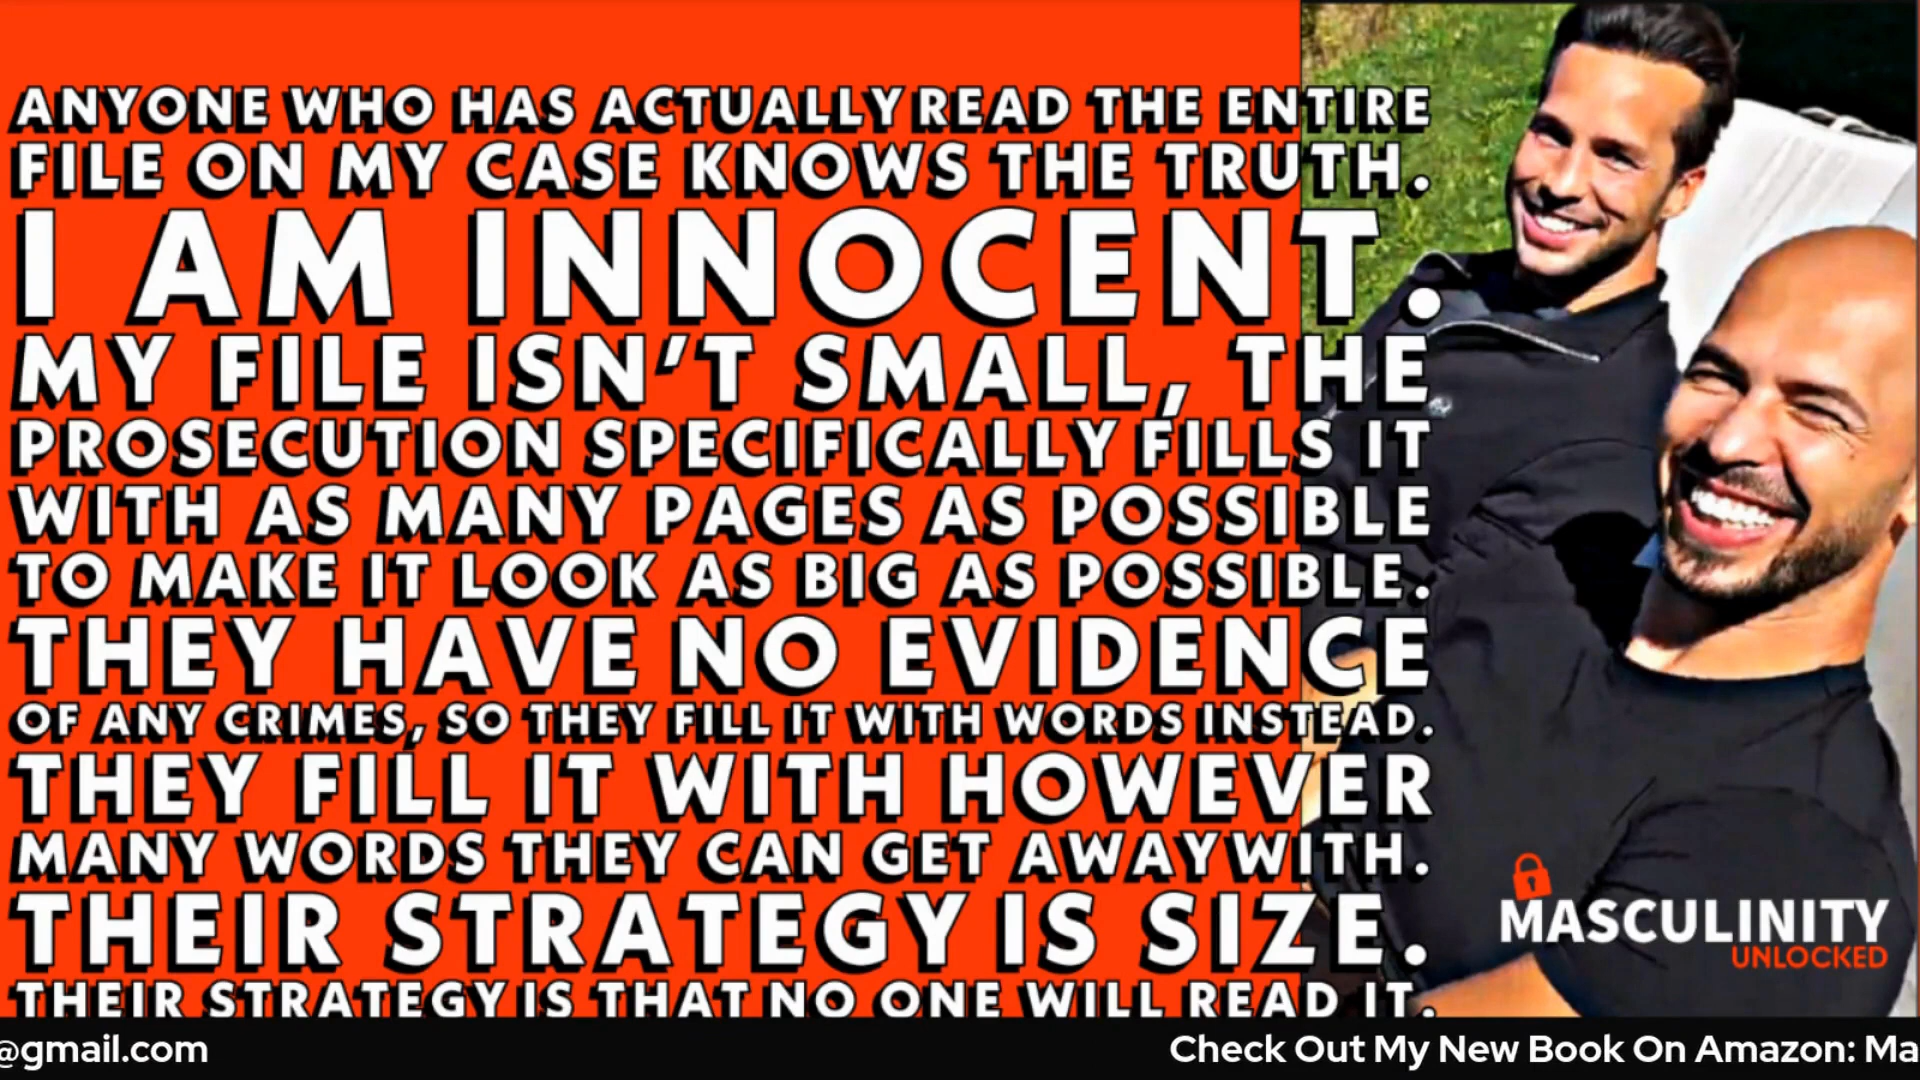 ANYONE WHO HAS ACTUALLY READ THE ENTIRE
FILE ON MY CASE KNOWS THE TRUTH.
I AM INNOCENT.
MY FILE ISN'T SMALL, THE
PROSECUTION SPECIFICALLY FILLS IT
WITH AS MANY PAGES AS POSSIBLE
TO MAKE IT LOOK AS BIG AS POSSIBLE.
THEY HAVE NO EVIDENCE
OF ANY CRIMES, SO THEY FILL IT WITH WORDS INSTEAD.
THEY FILL IT WITH HOWEVER
MANY WORDS THEY CAN GET AWAY WITH.
THEIR STRATEGY IS SIZE.
THEIR STRATEGY IS THAT NO ONE WILL READ IT.
MASCULINITY
UNLOCKED
@gmail.com
Check Out My New Book On Amazon: Ma